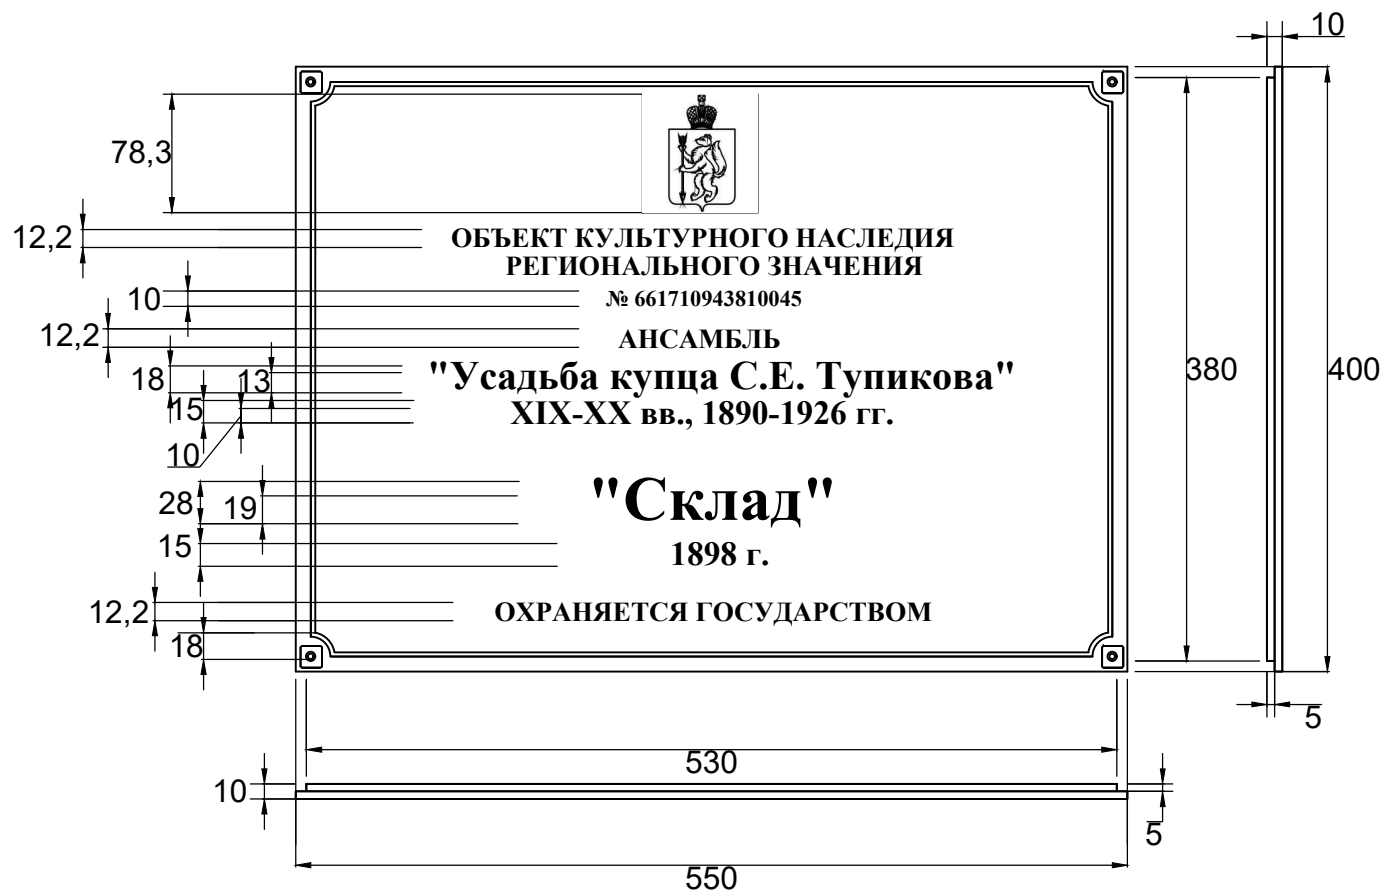 10
78,3
12,2
ОБЪЕКТ КУЛЬТУРНОГО НАСЛЕДИЯ
РЕГИОНАЛЬНОГО ЗНАЧЕНИЯ
10
№ 661710943810045
12,2
АНСАМБЛЬ
18
13
"Усадьба купца С.Е. Тупикова"
380
400
15
XIX-XX вв., 1890-1926 гг.
10
28
19
"Склад"
15
1898 г.
12,2
ОХРАНЯЕТСЯ ГОСУДАРСТВОМ
18
5
530
10
5
550